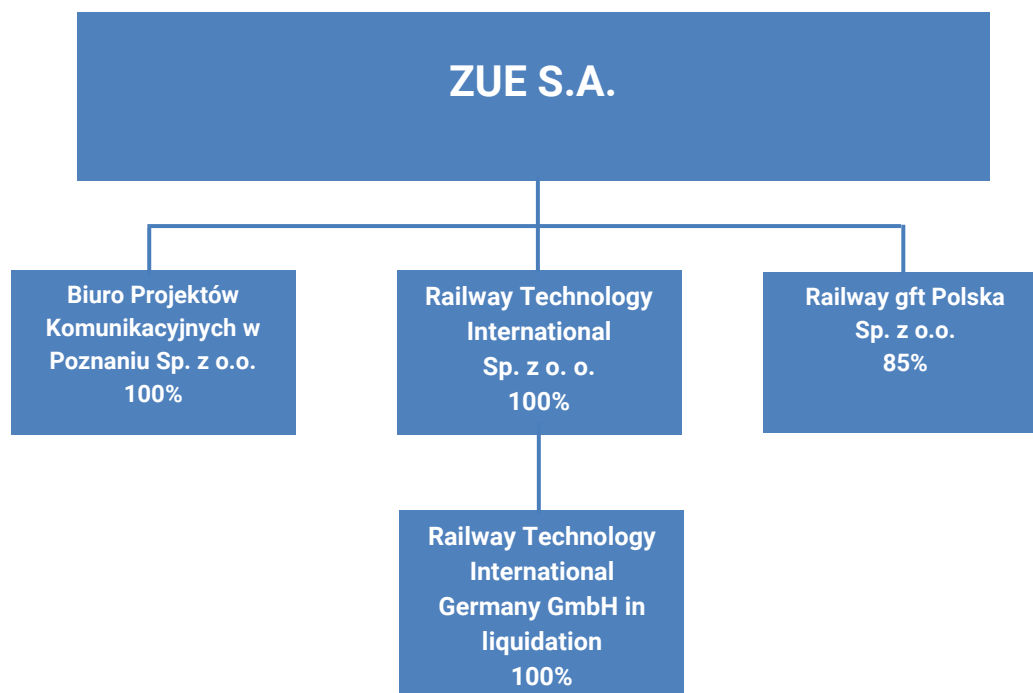 ZUE S.A.
Biuro Projektów
Komunikacyjnych w
Poznaniu Sp. z o.o.
100%
Railway Technology
International
Sp. z o. o.
100%
Railway gft Polska
Sp. z o.o.
85%
Railway Technology
International
Germany GmbH in
liquidation
100%